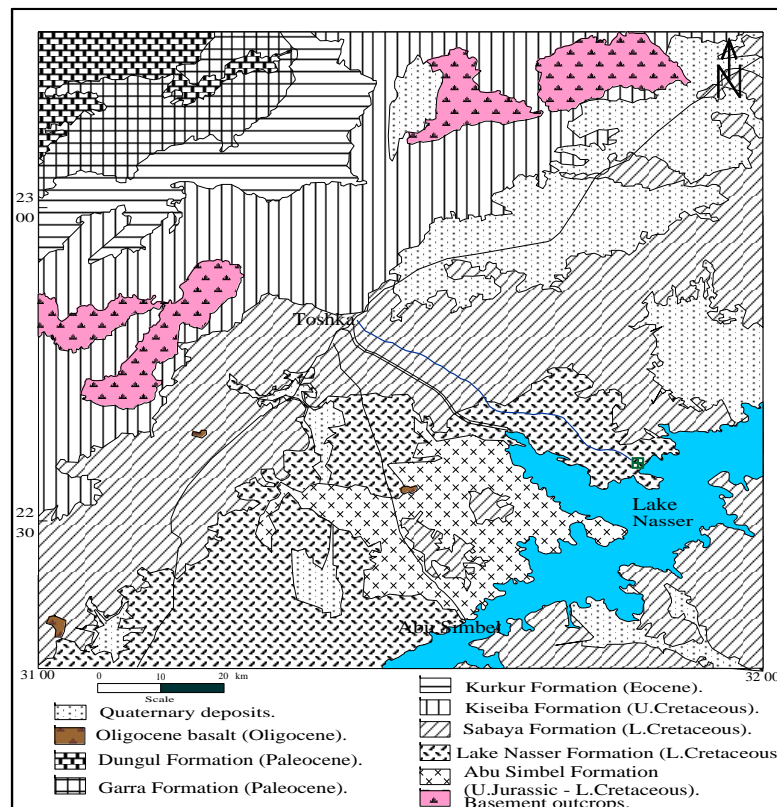 N
23
00
Toshka
22
30
Lake
Nasser
Abu Simbel
31 00
32 00
0 10 20 km
Scale
Quaternary deposits.
Oligocene basalt (Oligocene).
Dungul Formation (Paleocene).
Garra Formation (Paleocene).
Kurkur Formation (Eocene).
Kiseiba Formation (U.Cretaceous).
Sabaya Formation (L.Cretaceous).
Lake Nasser Formation (L.Cretaceous
Abu Simbel Formation
(U.Jurassic - L.Cretaceous).
Basement outcrops.